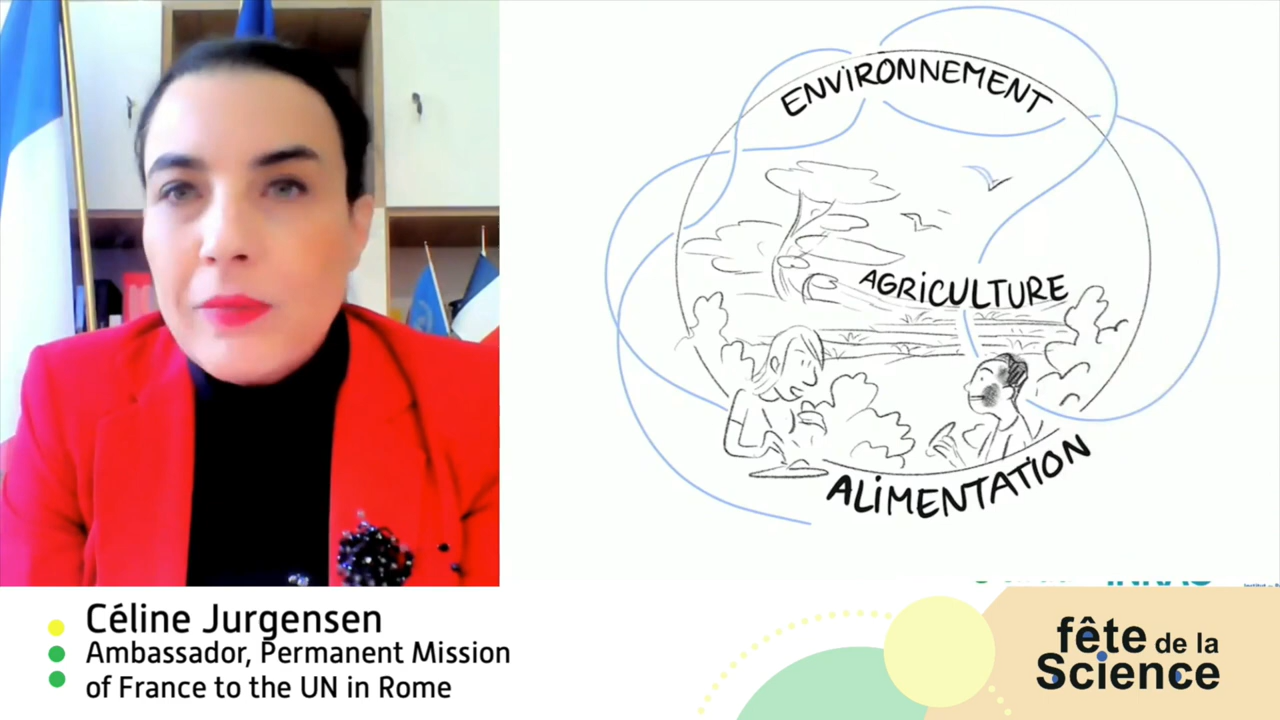 ENVIRONNEMENT
AGRICULTURE
ALIMENTATION
Céline Jurgensen
Ambassador, Permanent Mission
of France to the UN in Rome
fête de la
Science